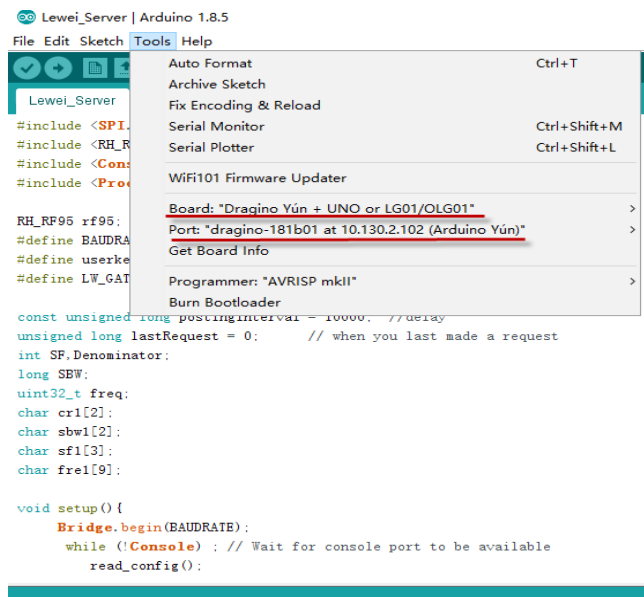 Lewei_Server | Arduino 1.8.5
File Edit Sketch Tools Help
Auto Format Ctrl+T
Archive Sketch
Fix Encoding & Reload
Serial Monitor Ctrl+Shift+M
Serial Plotter Ctrl+Shift+L
WiFi101 Firmware Updater
Board: "Dragino Yún + UNO or LG01/OLG01"
Port: "dragino-181b01 at 10.130.2.102 (Arduino Yún)"
Get Board Info
Programmer: "AVRISP mkII"
Burn Bootloader
Lewei_Server
#include <SPI.
#include <RH_R
#include <Cons
#include <Proc
RH_RF95 rf95;
#define BAUDRA
#define userke
#define LW_GAT
const unsigned long postingInterval = 10000; //delay
unsigned long lastRequest = 0; // when you last made a request
int SF,Denominator;
long SBW;
uint32_t freq;
char cr1[2];
char sbw1[2];
char sf1[3];
char fre1[9];
void setup(){
Bridge.begin(BAUDRATE);
while (!Console) ; // Wait for console port to be available
read_config();